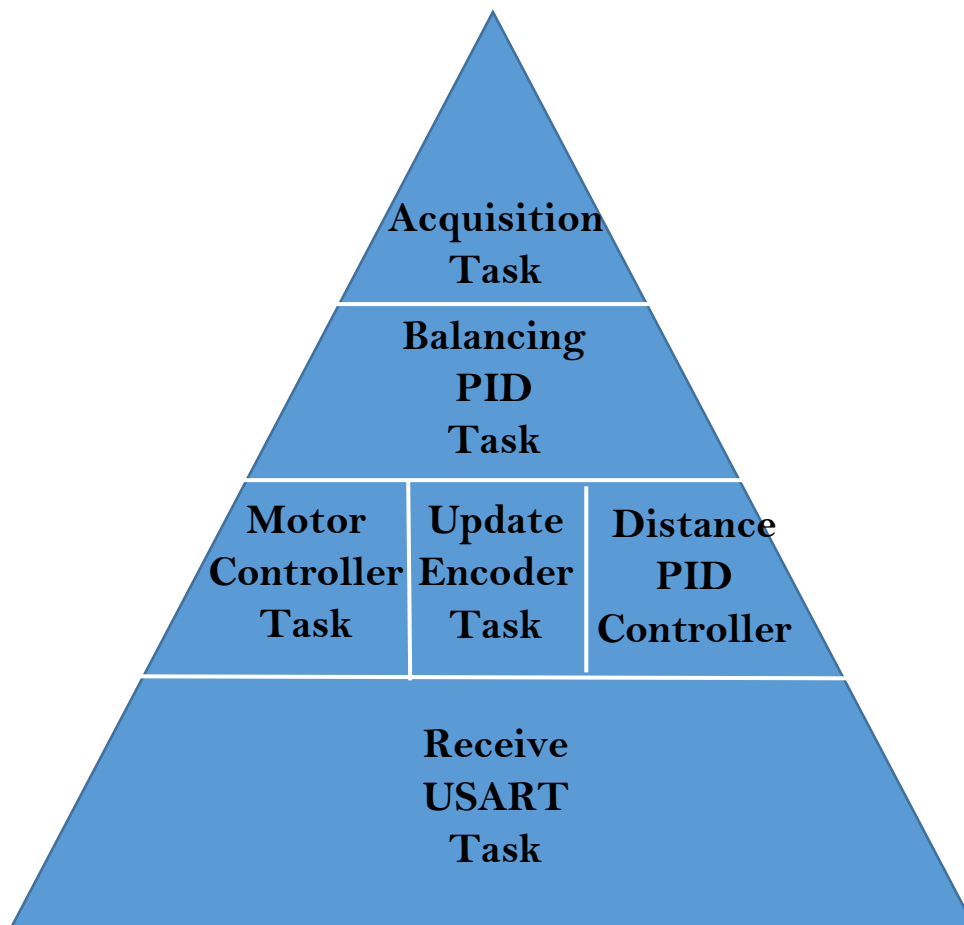 Acquisition
Task
Balancing
PID
Task
Motor
Controller
Task
Update
Encoder
Task
Distance
PID
Controller
Receive
USART
Task